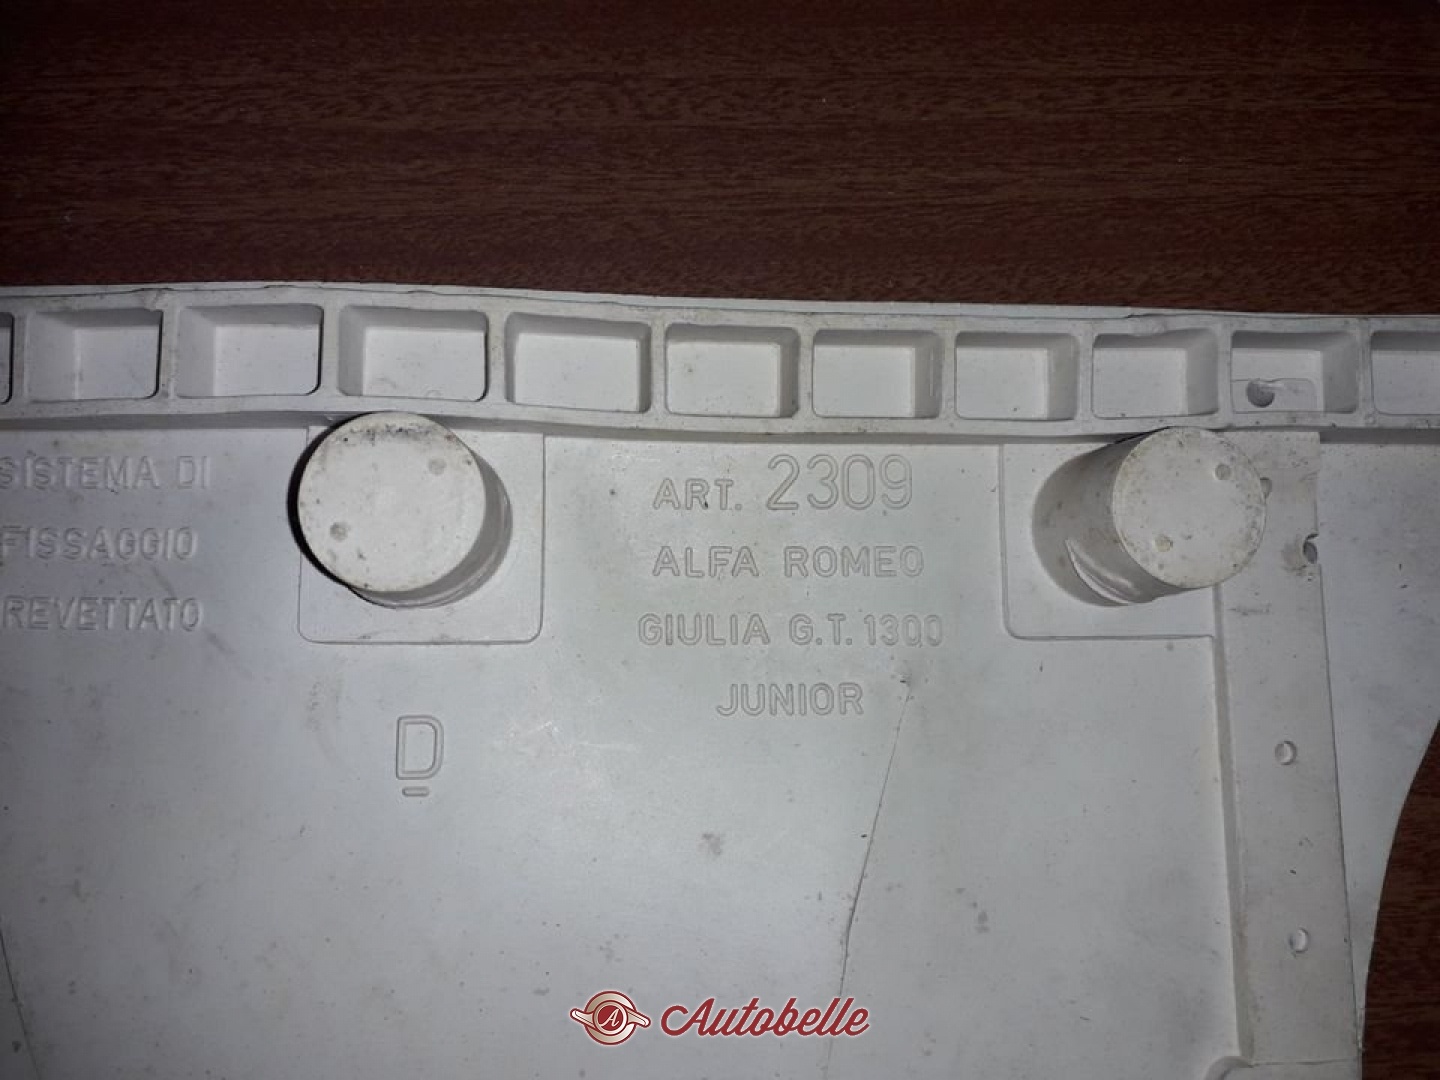 SISTEMA DI
FISSAGGIO
REVETTATO
ART. 2309
ALFA ROMEO
GIULIA G.T. 1300
JUNIOR
D
A Autobelle